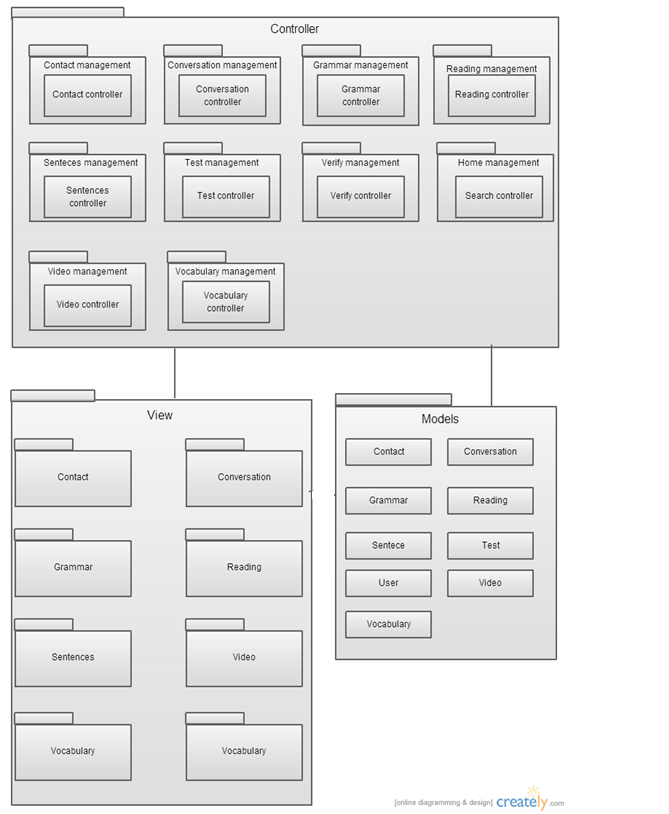 Controller
Contact management
Contact controller
Conversation management
Conversation
controller
Grammar management
Grammar
controller
Reading management
Reading controller
Senteces management
Sentences
controller
Test management
Test controller
Verify management
Verify controller
Home management
Search controller
Video management
Video controller
Vocabulary management
Vocabulary
controller
View
Contact
Conversation
Grammar
Reading
Sentences
Video
Vocabulary
Vocabulary
Models
Contact
Conversation
Grammar
Reading
Sentece
Test
User
Video
Vocabulary
[online diagramming & design] creately.com